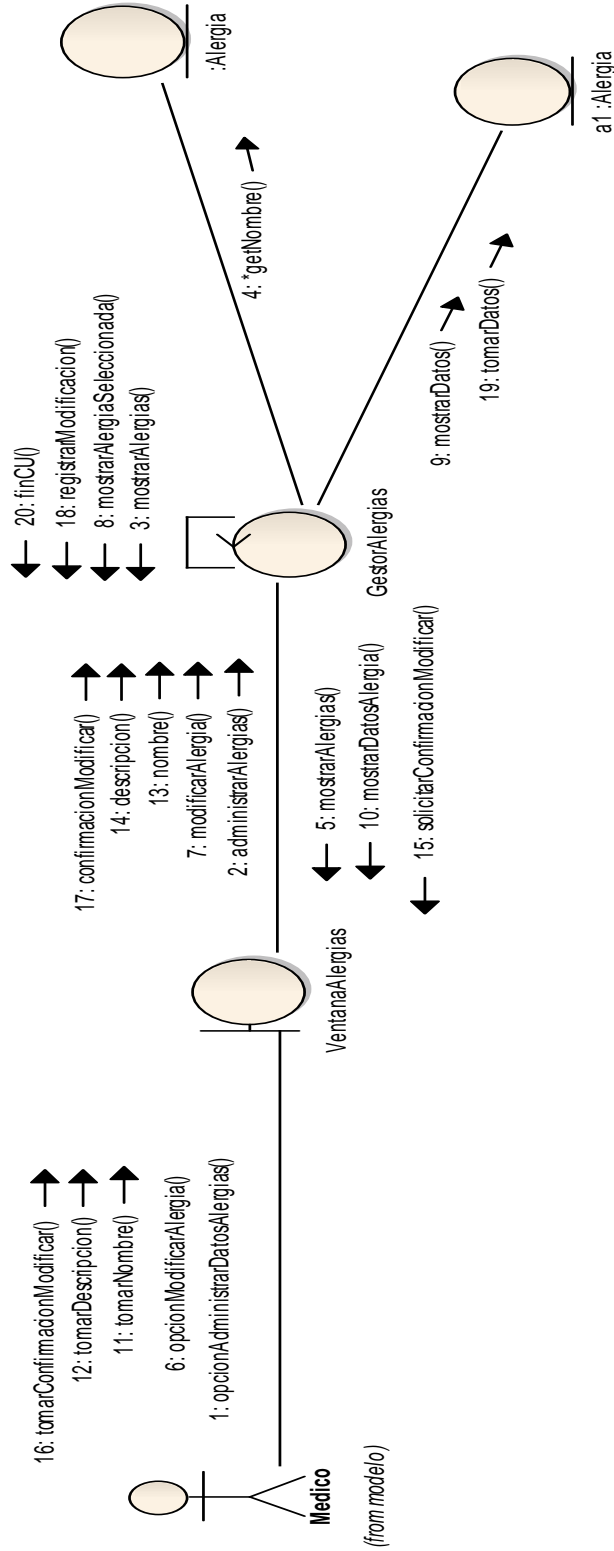 16: tomarConfirmacionModificar()
12: tomarDescripcion()
11: tomarNombre()
6: opcionModificarAlergia()
1: opcionAdministrarDatosAlergias()
Medico
(from modelo)
VentanaAlergias
17: confirmacionModificar()
14: descripcion()
13: nombre()
7: modificarAlergia()
2: administrarAlergias()
5: mostrarAlergias()
10: mostrarDatosAlergia()
15: solicitarConfirmacionModificar()
20: finCU()
18: registrarModificacion()
8: mostrarAlergiaSeleccionada()
3: mostrarAlergias()
GestorAlergias
4: *getNombre()
:Alergia
9: mostrarDatos()
19: tomarDatos()
a1 :Alergia